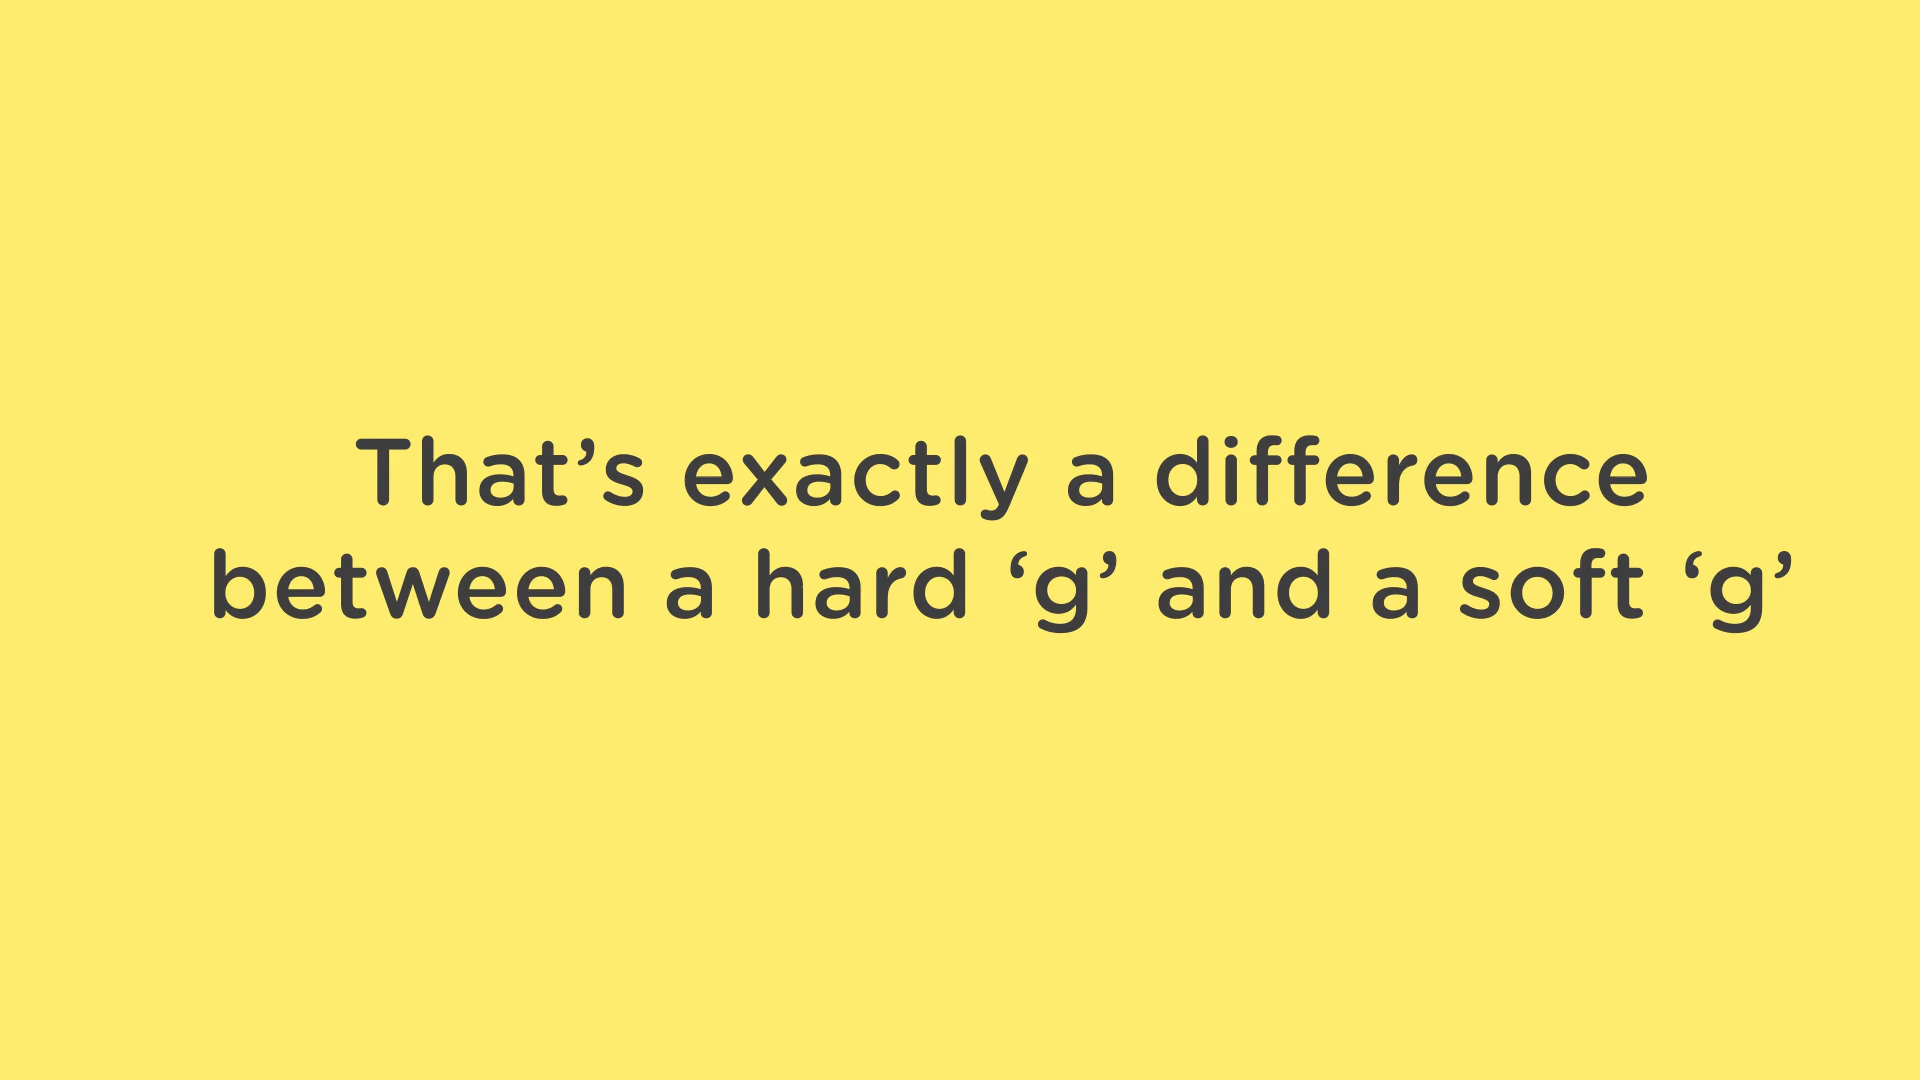 That’s exactly a difference
between a hard ‘g’ and a soft ‘g’